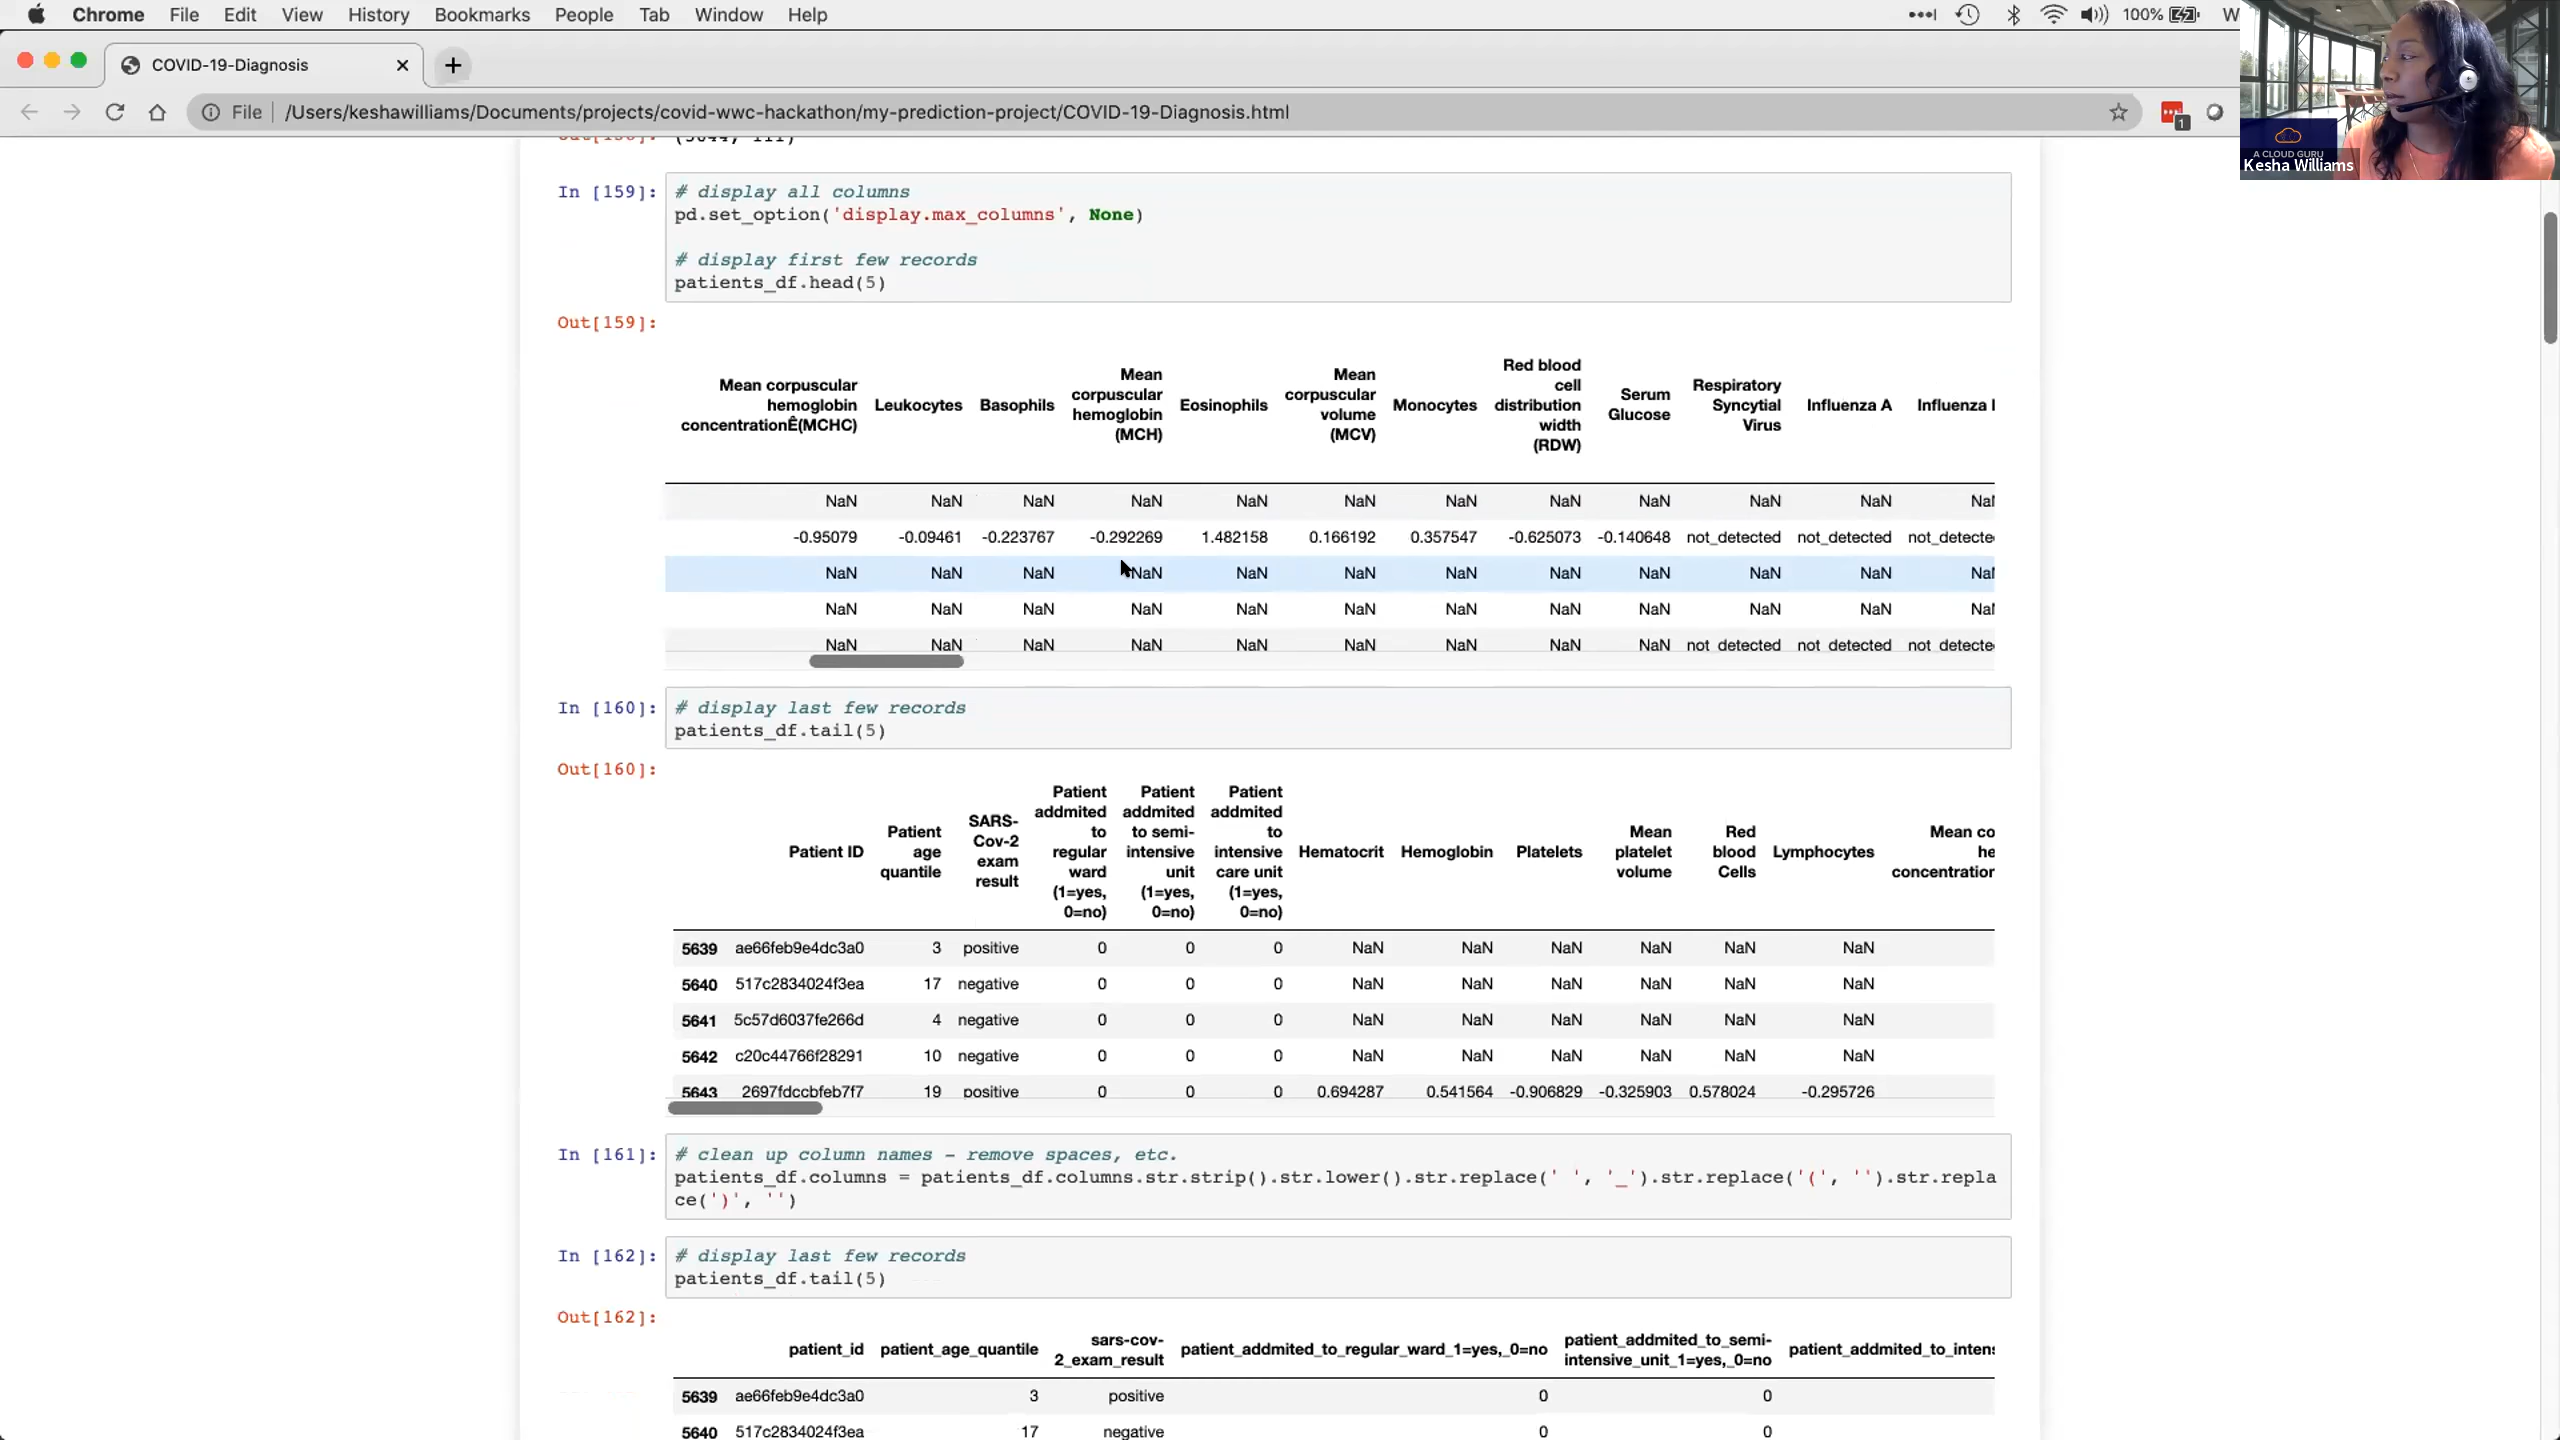 Chrome File Edit View History Bookmarks People Tab Window Help 100% W
COVID-19-Diagnosis
File /Users/keshawilliams/Documents/projects/covid-wwc-hackathon/my-prediction-project/COVID-19-Diagnosis.html 1
A CLOUD GURU
Kesha Williams
In [159]: # display all columns
pd.set_option('display.max_columns', None)
# display first few records
patients_df.head(5)
Out[159]:
Mean corpuscular hemoglobin concentrationÊ(MCHC) Leukocytes Basophils Mean corpuscular hemoglobin (MCH) Eosinophils Mean corpuscular volume (MCV) Monocytes Red blood cell distribution width (RDW) Serum Glucose Respiratory Syncytial Virus Influenza A Influenza
NaN NaN NaN NaN NaN NaN NaN NaN NaN NaN NaN NaN
-0.95079 -0.09461 -0.223767 -0.292269 1.482158 0.166192 0.357547 -0.625073 -0.140648 not_detected not_detected not_detecte
NaN NaN NaN NaN NaN NaN NaN NaN NaN NaN NaN NaN
NaN NaN NaN NaN NaN NaN NaN NaN NaN NaN NaN NaN
NaN NaN NaN NaN NaN NaN NaN NaN NaN not_detected not_detected not_detecte
In [160]: # display last few records
patients_df.tail(5)
Out[160]:
Patient ID Patient age quantile SARS-Cov-2 exam result Patient addmited to regular ward (1=yes, 0=no) Patient addmited to semi-intensive unit (1=yes, 0=no) Patient addmited to intensive care unit (1=yes, 0=no) Hematocrit Hemoglobin Platelets Mean platelet volume Red blood Cells Lymphocytes Mean co he concentration
5639 ae66feb9e4dc3a0 3 positive 0 0 0 NaN NaN NaN NaN NaN NaN
5640 517c2834024f3ea 17 negative 0 0 0 NaN NaN NaN NaN NaN NaN
5641 5c57d6037fe266d 4 negative 0 0 0 NaN NaN NaN NaN NaN NaN
5642 c20c44766f28291 10 negative 0 0 0 NaN NaN NaN NaN NaN NaN
5643 2697fdccbfeb7f7 19 positive 0 0 0 0.694287 0.541564 -0.906829 -0.325903 0.578024 -0.295726
In [161]: # clean up column names - remove spaces, etc.
patients_df.columns = patients_df.columns.str.strip().str.lower().str.replace(' ', '_').str.replace('(', '').str.repla
ce(')', '')
In [162]: # display last few records
patients_df.tail(5)
Out[162]:
patient_id patient_age_quantile sars-cov-2_exam_result patient_addmited_to_regular_ward_1=yes,_0=no patient_addmited_to_semi-intensive_unit_1=yes,_0=no patient_addmited_to_intens
5639 ae66feb9e4dc3a0 3 positive 0 0
5640 517c2834024f3ea 17 negative 0 0